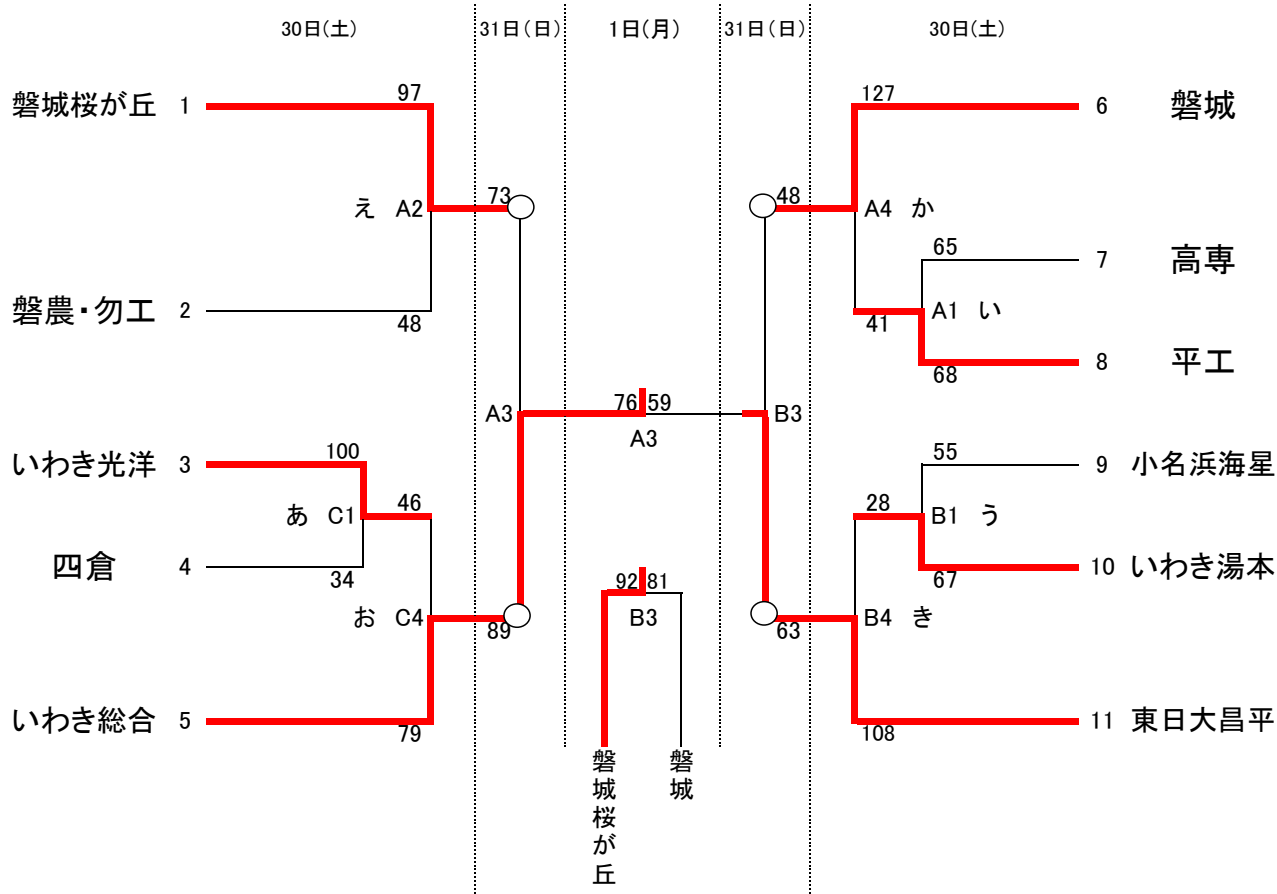 30日(土) 31日(日) 1日(月) 31日(日) 30日(土)
97 127
磐城桜が丘 1 6 磐城
73 48
え A2 A4 か
65
7 高専
磐農・勿工 2 A1 い
48 41
8 平工
68
76 59
A3 B3
A3
100 55
いわき光洋 3 9 小名浜海星
46 28
あ C1 B1 う
四倉 4 10 いわき湯本
34 92 81 67
お C4 B3 B4 き
89 63
いわき総合 5 11 東日大昌平
79 108
磐城桜が丘
磐城